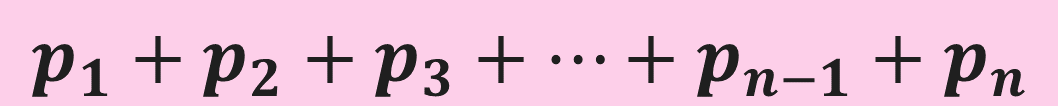 p₁ + p₂ + p₃ + ⋯ + pₙ₋₁ + pₙ